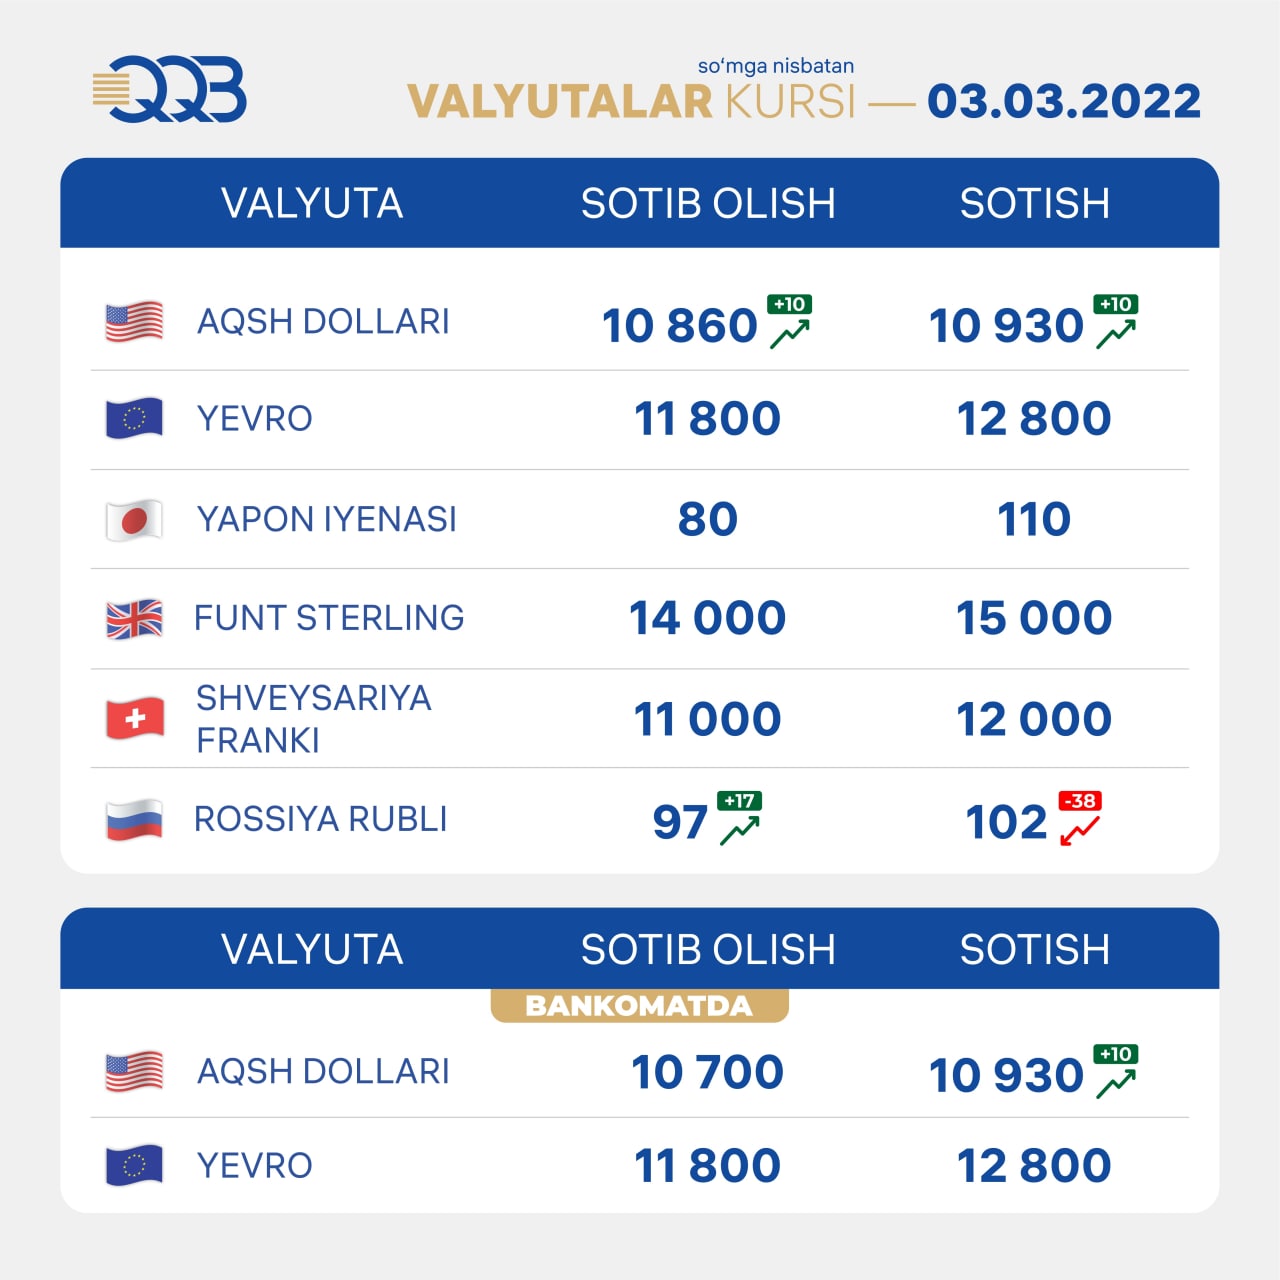 QQB
so‘mga nisbatan
VALYUTALAR KURSI — 03.03.2022
VALYUTA SOTIB OLISH SOTISH
AQSH DOLLARI 10 860 +10 10 930 +10
YEVRO 11 800 12 800
YAPON IYENASI 80 110
FUNT STERLING 14 000 15 000
SHVEYSARIYA
FRANKI 11 000 12 000
ROSSIYA RUBLI 97 +17 102 -38
VALYUTA SOTIB OLISH SOTISH
BANKOMATDA
AQSH DOLLARI 10 700 10 930 +10
YEVRO 11 800 12 800